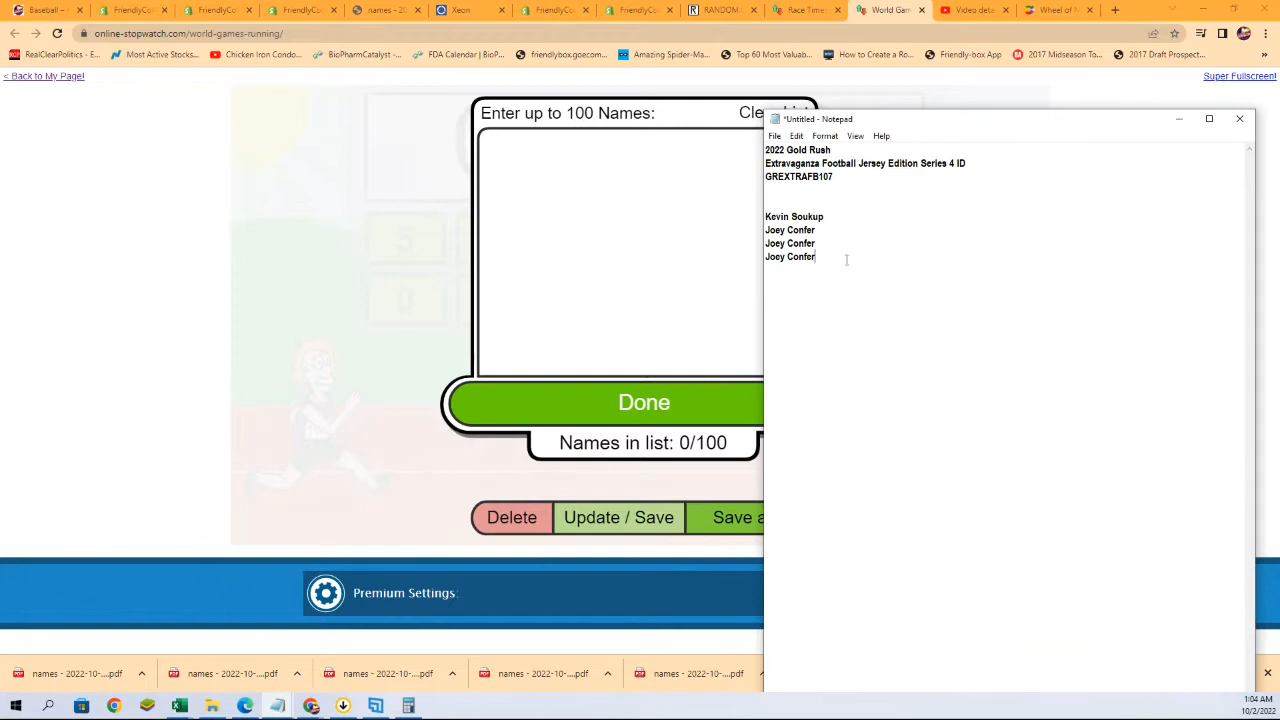 Baseball -
FriendlyCo
FriendlyCo
FriendlyCo
names - 20
Xeon
FriendlyCo
FriendlyCo
RANDOM
Race Time
World Gam
Video deta
Wheel of N
online-stopwatch.com/world-games-running/
RealClearPolitics - E...
Most Active Stocks...
Chicken Iron Condo...
BioPharmCatalyst -...
FDA Calendar | BioP...
friendlybox.goecom...
Amazing Spider-Ma...
Top 60 Most Valuab...
How to Create a Ro...
Friendly-box App
2017 Midseason To...
2017 Draft Prospect...
»
< Back to My Page!
Super Fullscreen!
Enter up to 100 Names:
*Untitled - Notepad
File Edit Format View Help
2022 Gold Rush
Extravaganza Football Jersey Edition Series 4 ID
GREXTRAFB107
Kevin Soukup
Joey Confer
Joey Confer
Joey Confer
5
0
Done
Names in list: 0/100
Delete
Update / Save
Save a
Premium Settings:
names - 2022-10-....pdf
names - 2022-10-....pdf
names - 2022-10-....pdf
names - 2022-10-....pdf
names - 2022-10-....pdf
1:04 AM
10/2/2022